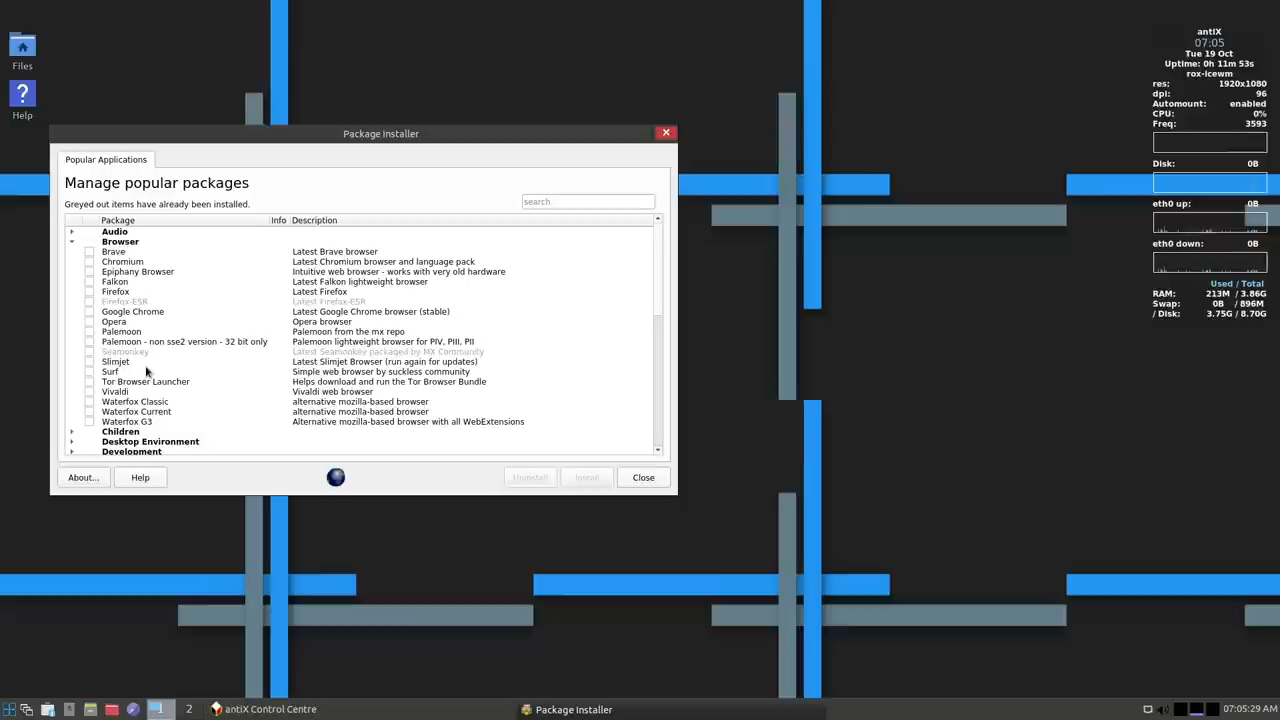 Files
Help
antiX
07:05
Tue 19 Oct
Uptime: 0h 11m 53s
rox-icewm
res: 1920x1080
dpi: 96
Automount: enabled
CPU: 0%
Freq: 3593
Disk: 0B
eth0 up: 0B
eth0 down: 0B
Used / Total
RAM: 213M / 3.86G
Swap: 0B / 896M
/ Disk: 3.75G / 8.70G
Package Installer
Popular Applications
Manage popular packages
Greyed out items have already been installed.
search
Package Info Description
Audio
Browser
Brave Latest Brave browser
Chromium Latest Chromium browser and language pack
Epiphany Browser Intuitive web browser - works with very old hardware
Falkon Latest Falkon lightweight browser
Firefox Latest Firefox
Firefox-ESR Latest Firefox-ESR
Google Chrome Latest Google Chrome browser (stable)
Opera Opera browser
Palemoon Palemoon from the mx repo
Palemoon - non sse2 version - 32 bit only Palemoon lightweight browser for PIV, PIII, PII
Seamonkey Latest Seamonkey packaged by MX Community
Slimjet Latest Slimjet Browser (run again for updates)
Surf Simple web browser by suckless community
Tor Browser Launcher Helps download and run the Tor Browser Bundle
Vivaldi Vivaldi web browser
Waterfox Classic alternative mozilla-based browser
Waterfox Current alternative mozilla-based browser
Waterfox G3 Alternative mozilla-based browser with all WebExtensions
Children
Desktop Environment
Development
About... Help Uninstall Install Close
1 2 antiX Control Centre Package Installer 07:05:29 AM